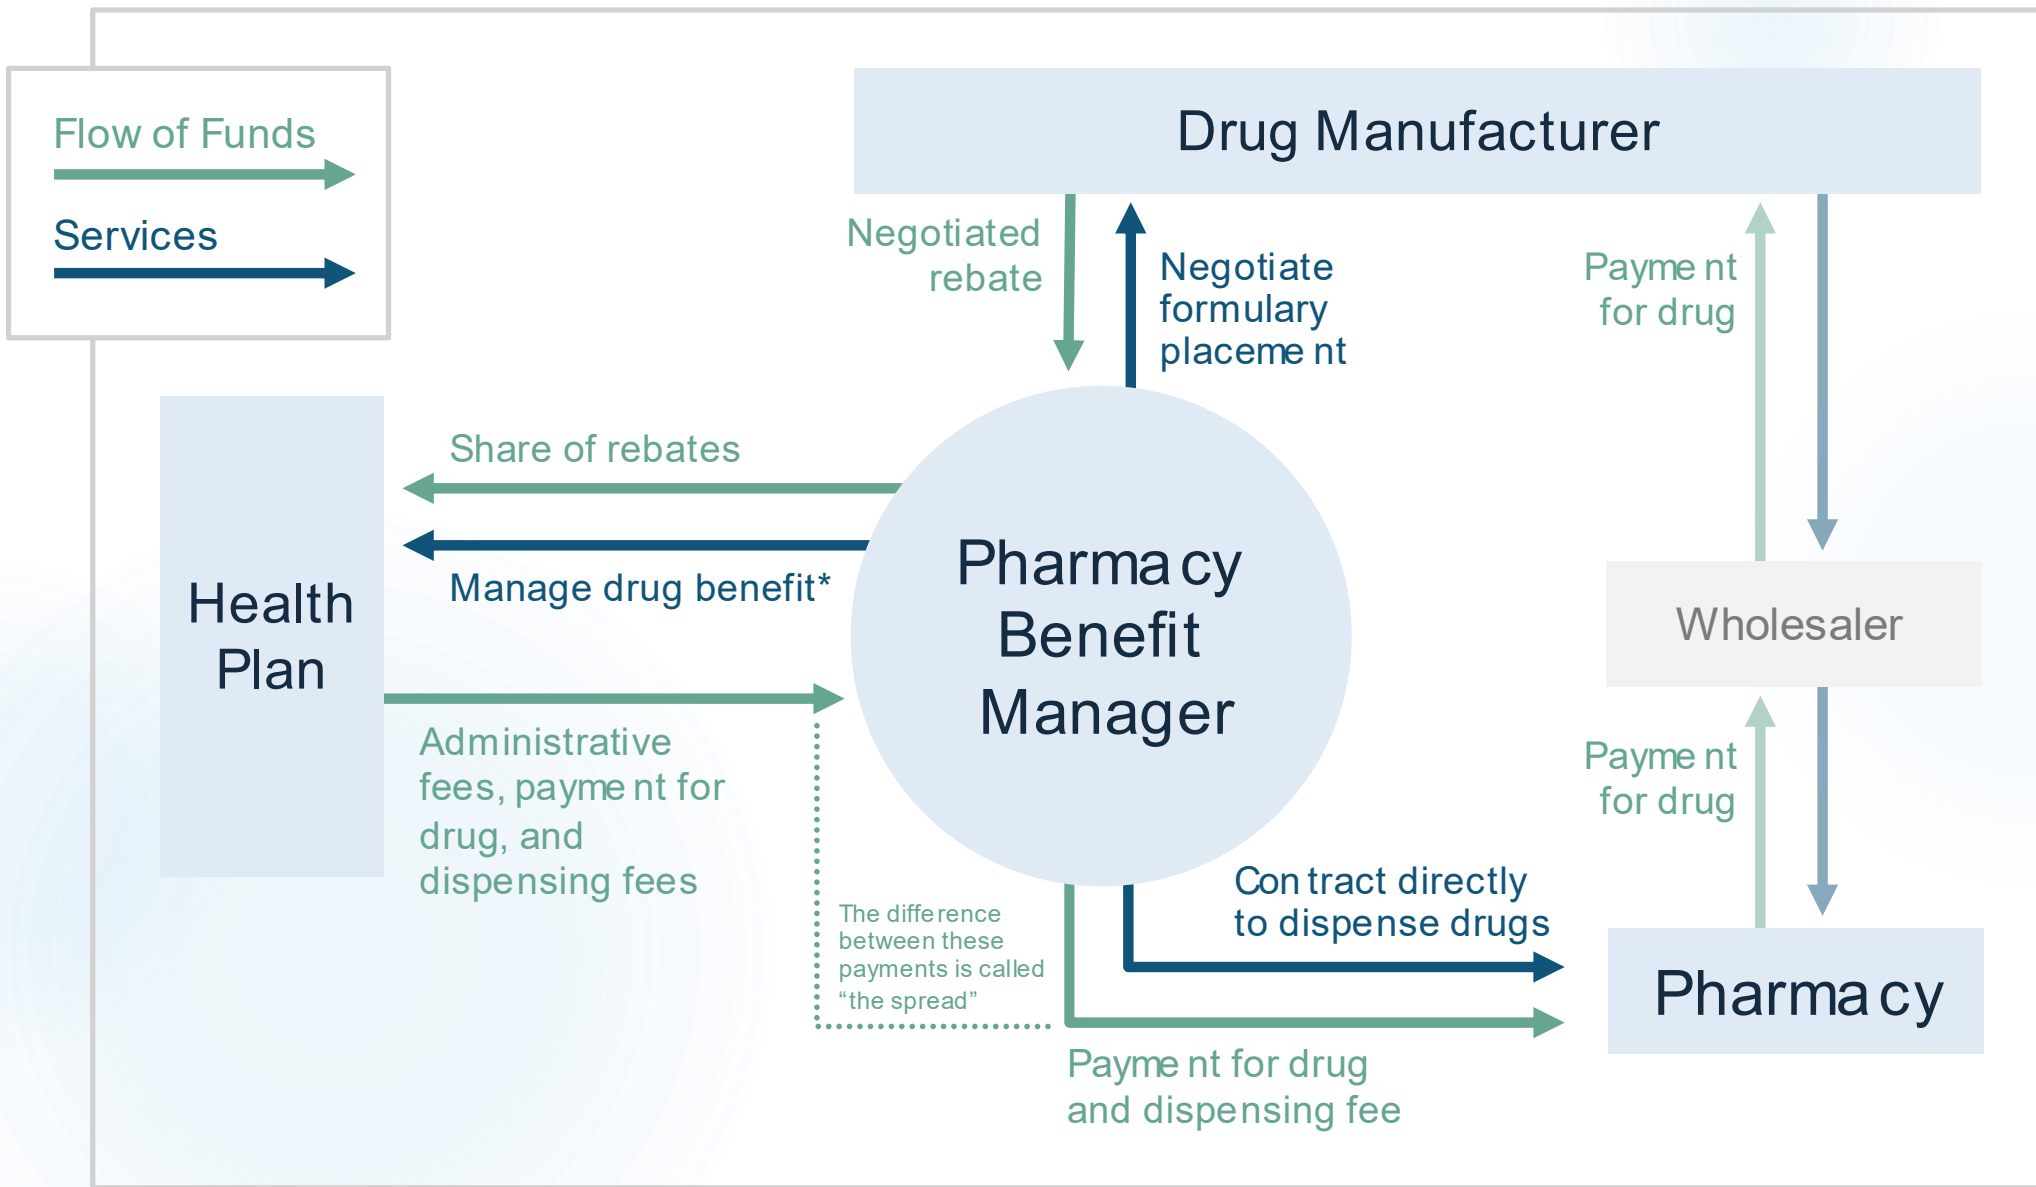 Flow of Funds
Services
Drug Manufacturer
Negotiated
rebate
Negotiate
formulary
placement
Payment
for drug
Share of rebates
Manage drug benefit*
Health
Plan
Pharmacy
Benefit
Manager
Wholesaler
Administrative
fees, payment for
drug, and
dispensing fees
Payment
for drug
The difference
between these
payments is called
“the spread”
Contract directly
to dispense drugs
Pharmacy
Payment for drug
and dispensing fee